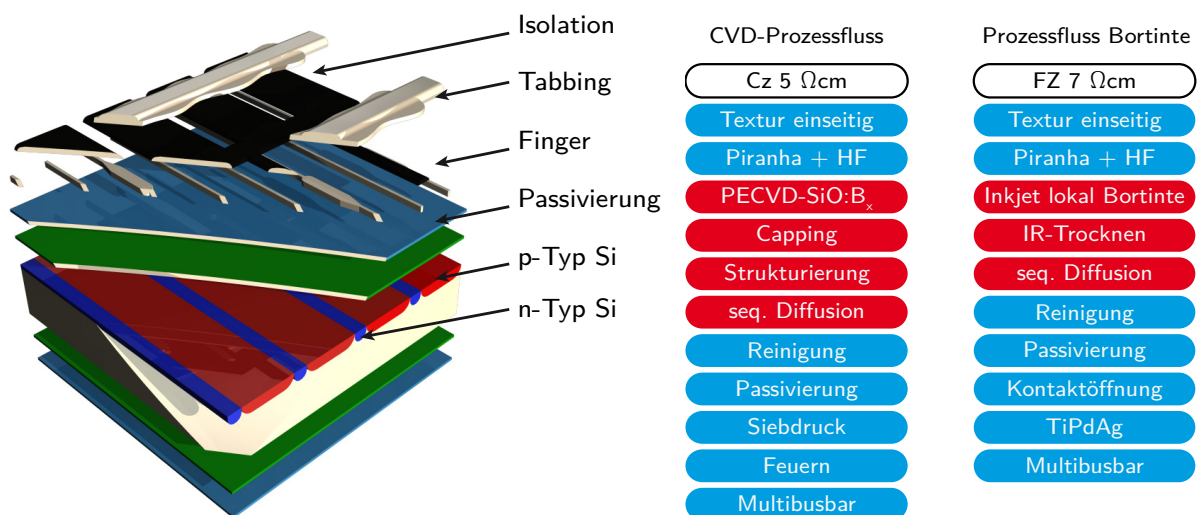 Isolation
Tabbing
Finger
Passivierung
p-Typ Si
n-Typ Si
CVD-Prozessfluss
Cz 5 Ωcm
Textur einseitig
Piranha + HF
PECVD-SiO:Bₓ
Capping
Strukturierung
seq. Diffusion
Reinigung
Passivierung
Siebdruck
Feuern
Multibusbar
Prozessfluss Bortinte
FZ 7 Ωcm
Textur einseitig
Piranha + HF
Inkjet lokal Bortinte
IR-Trocknen
seq. Diffusion
Reinigung
Passivierung
Kontaktöffnung
TiPdAg
Multibusbar